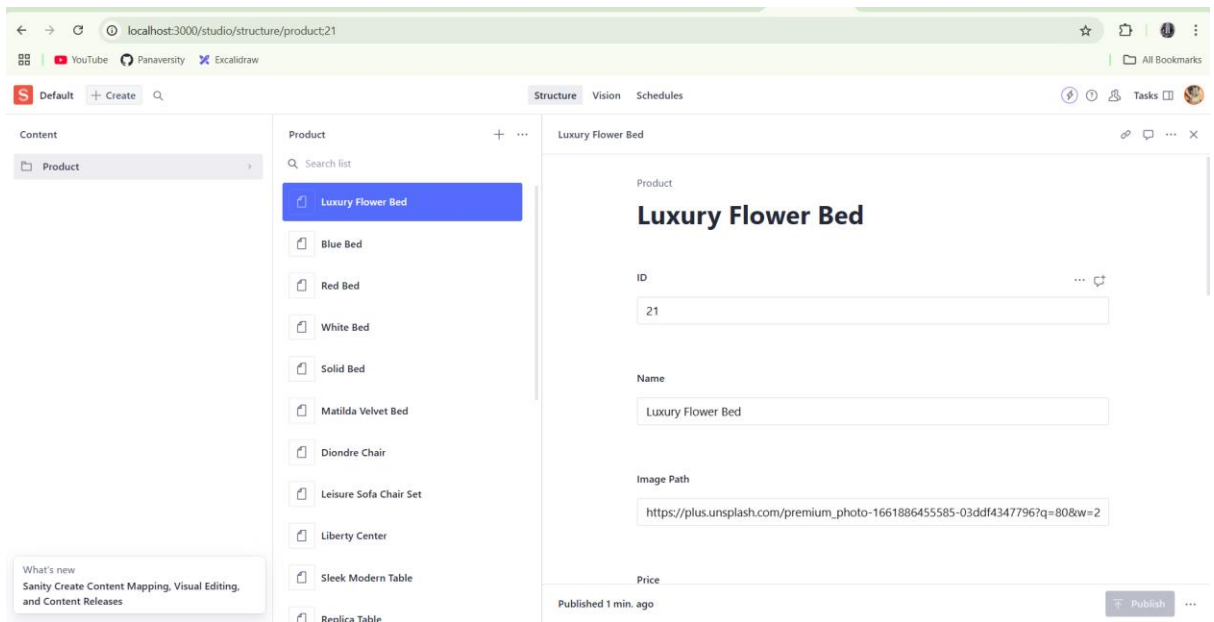 localhost:3000/studio/structure/product;21
YouTube Panaversity Excalidraw All Bookmarks
S Default + Create Structure Vision Schedules Tasks
Content
Product
What's new
Sanity Create Content Mapping, Visual Editing,
and Content Releases
Product
Search list
Luxury Flower Bed
Blue Bed
Red Bed
White Bed
Solid Bed
Matilda Velvet Bed
Diondre Chair
Leisure Sofa Chair Set
Liberty Center
Sleek Modern Table
Replica Table
Luxury Flower Bed
Product
Luxury Flower Bed
ID
21
Name
Luxury Flower Bed
Image Path
https://plus.unsplash.com/premium_photo-1661886455585-03ddf4347796?q=80&w=2
Price
Published 1 min. ago Publish